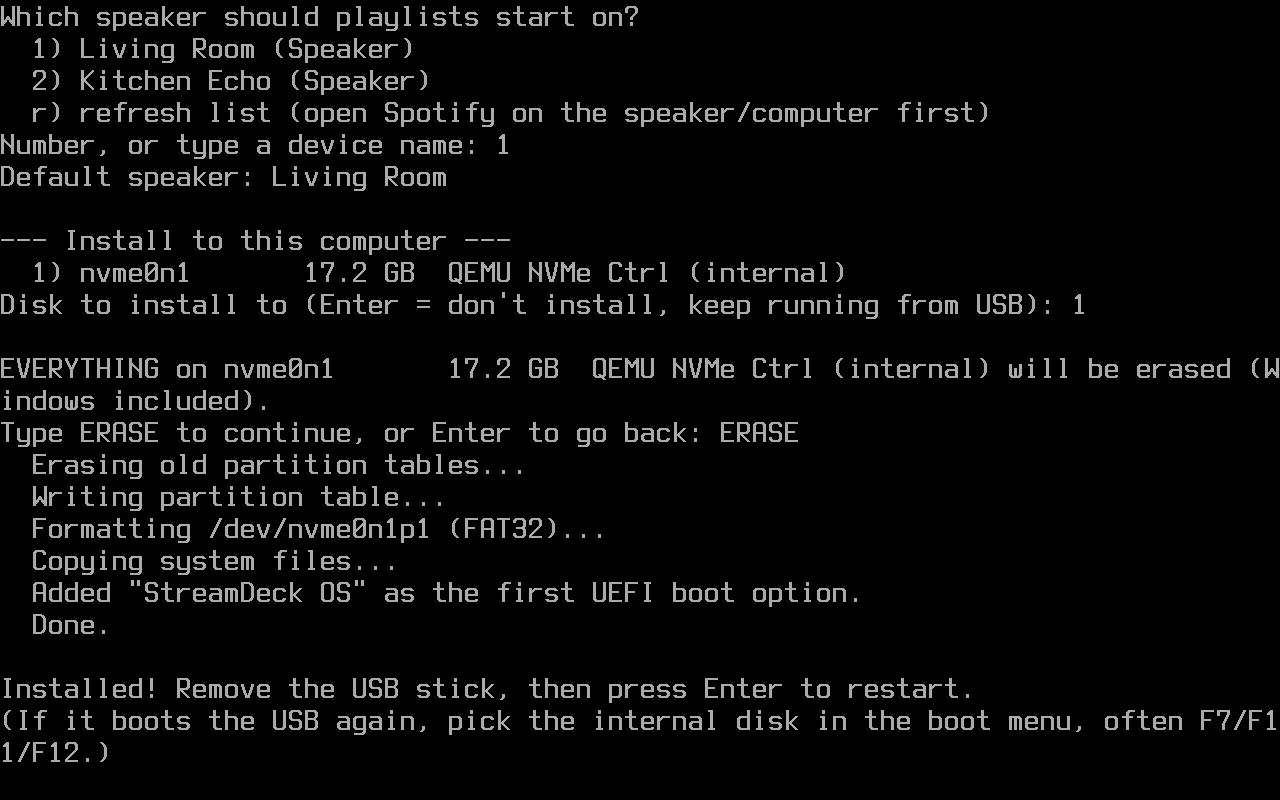 Which speaker should playlists start on?
  1) Living Room (Speaker)
  2) Kitchen Echo (Speaker)
  r) refresh list (open Spotify on the speaker/computer first)
Number, or type a device name: 1
Default speaker: Living Room

--- Install to this computer ---
  1) nvme0n1       17.2 GB  QEMU NVMe Ctrl (internal)
Disk to install to (Enter = don't install, keep running from USB): 1

EVERYTHING on nvme0n1       17.2 GB  QEMU NVMe Ctrl (internal) will be erased (W
indows included).
Type ERASE to continue, or Enter to go back: ERASE
  Erasing old partition tables...
  Writing partition table...
  Formatting /dev/nvme0n1p1 (FAT32)...
  Copying system files...
  Added "StreamDeck OS" as the first UEFI boot option.
  Done.

Installed! Remove the USB stick, then press Enter to restart.
(If it boots the USB again, pick the internal disk in the boot menu, often F7/F1
1/F12.)